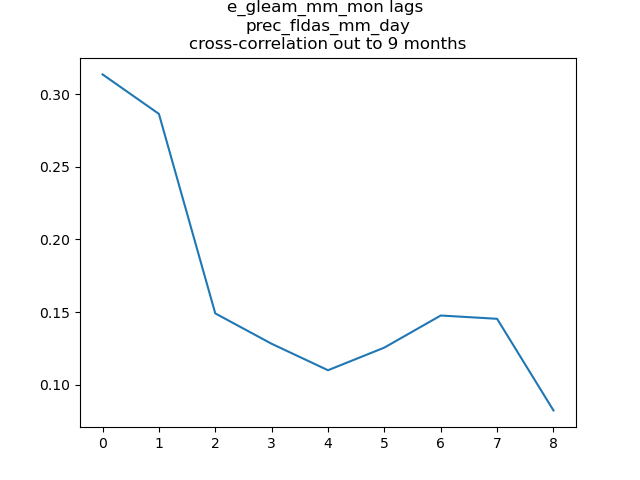 e_gleam_mm_mon lags
prec_fldas_mm_day
cross-correlation out to 9 months
0.30
0.25
0.20
0.15
0.10
0 1 2 3 4 5 6 7 8